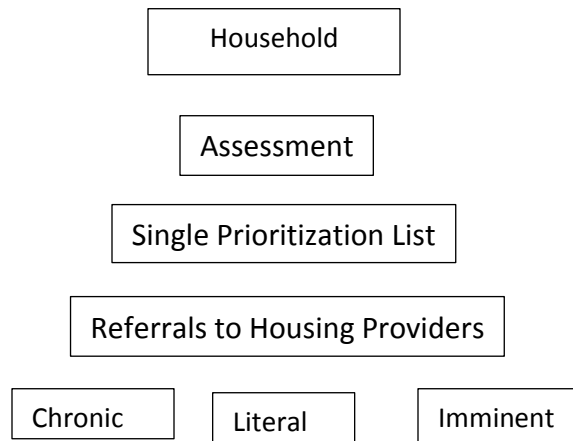 Household
Assessment
Single Prioritization List
Referrals to Housing Providers
Chronic
Literal
Imminent